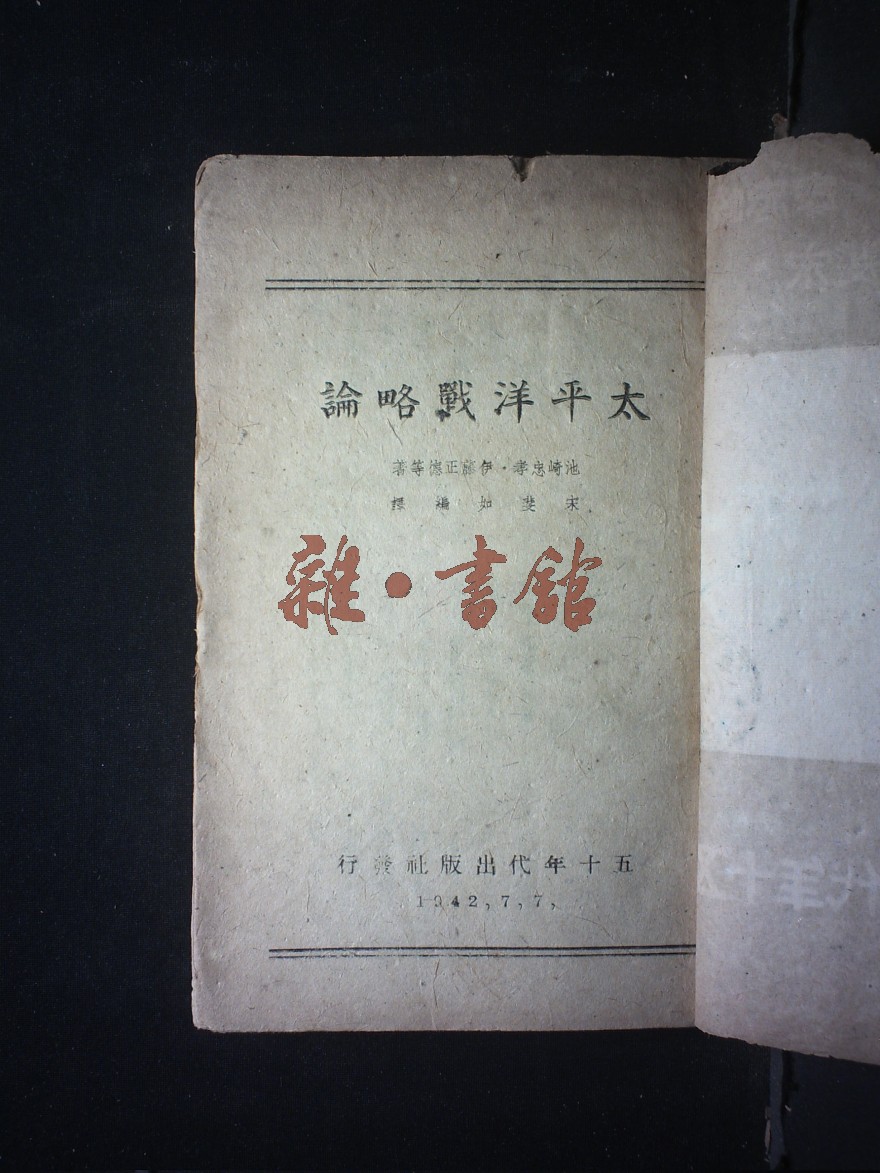 太平洋戰略論
池崎忠孝·伊藤正德等著
宋斐如編譯
雜·書館
五十年代出版社發行
1942,7,7,